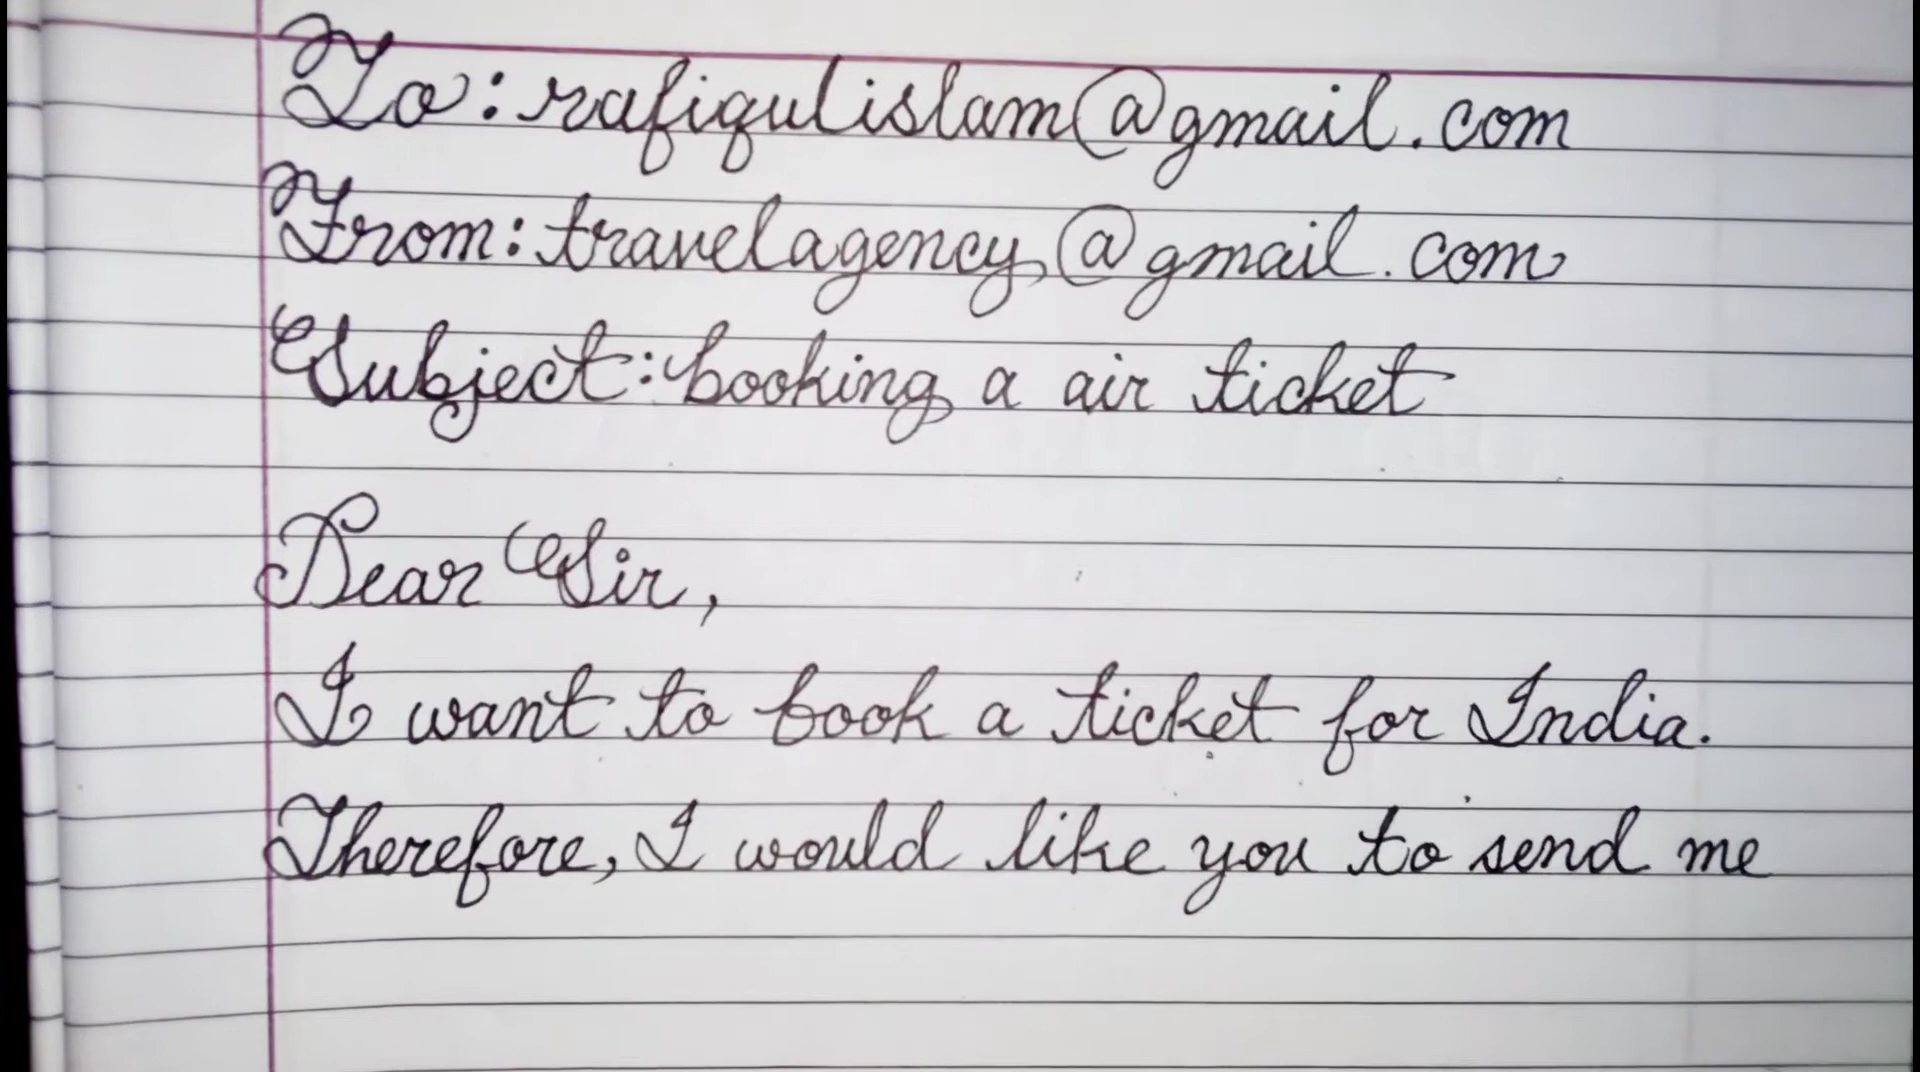 To: rafiqulislam@gmail.com
From: travelagency@gmail.com
Subject: booking a air ticket
Dear Sir,
I want to book a ticket for India.
Therefore, I would like you to send me